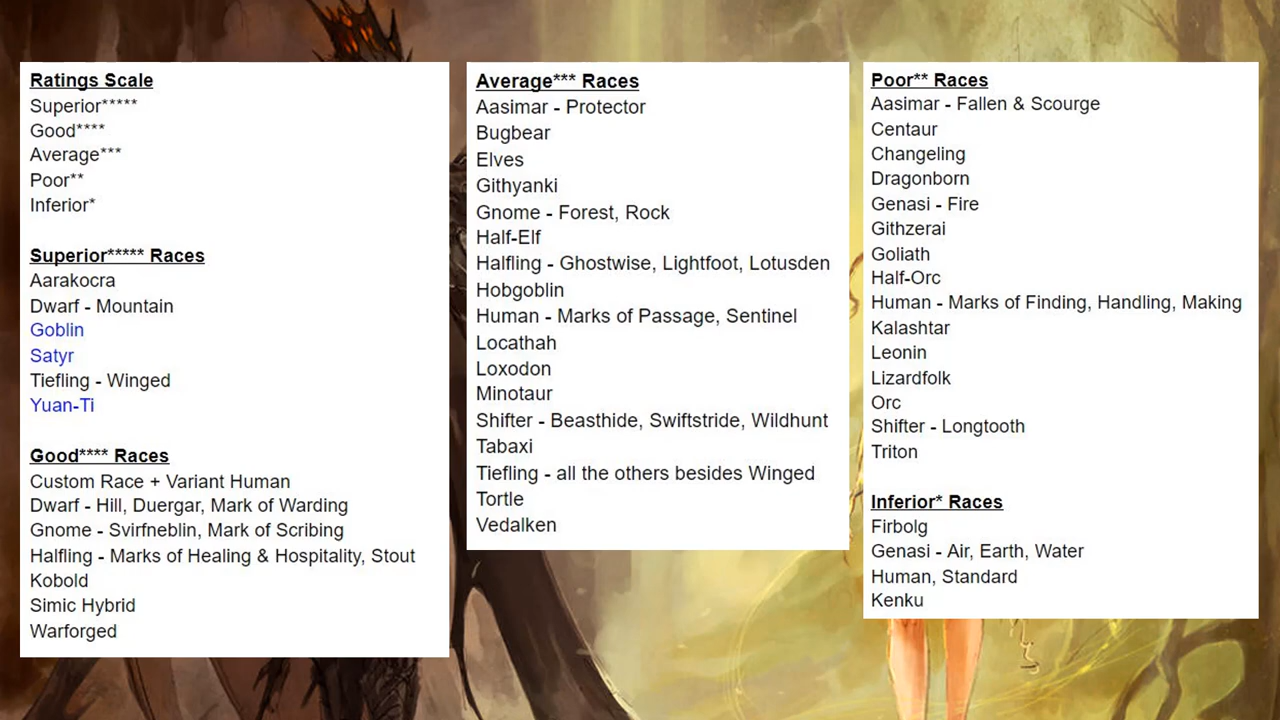 Ratings Scale
Superior*****
Good****
Average***
Poor**
Inferior*
Superior***** Races
Aarakocra
Dwarf - Mountain
Goblin
Satyr
Tiefling - Winged
Yuan-Ti
Good**** Races
Custom Race + Variant Human
Dwarf - Hill, Duergar, Mark of Warding
Gnome - Svirfneblin, Mark of Scribing
Halfling - Marks of Healing & Hospitality, Stout
Kobold
Simic Hybrid
Warforged
Average*** Races
Aasimar - Protector
Bugbear
Elves
Githyanki
Gnome - Forest, Rock
Half-Elf
Halfling - Ghostwise, Lightfoot, Lotusden
Hobgoblin
Human - Marks of Passage, Sentinel
Locathah
Loxodon
Minotaur
Shifter - Beasthide, Swiftstride, Wildhunt
Tabaxi
Tiefling - all the others besides Winged
Tortle
Vedalken
Poor** Races
Aasimar - Fallen & Scourge
Centaur
Changeling
Dragonborn
Genasi - Fire
Githzerai
Goliath
Half-Orc
Human - Marks of Finding, Handling, Making
Kalashtar
Leonin
Lizardfolk
Orc
Shifter - Longtooth
Triton
Inferior* Races
Firbolg
Genasi - Air, Earth, Water
Human, Standard
Kenku